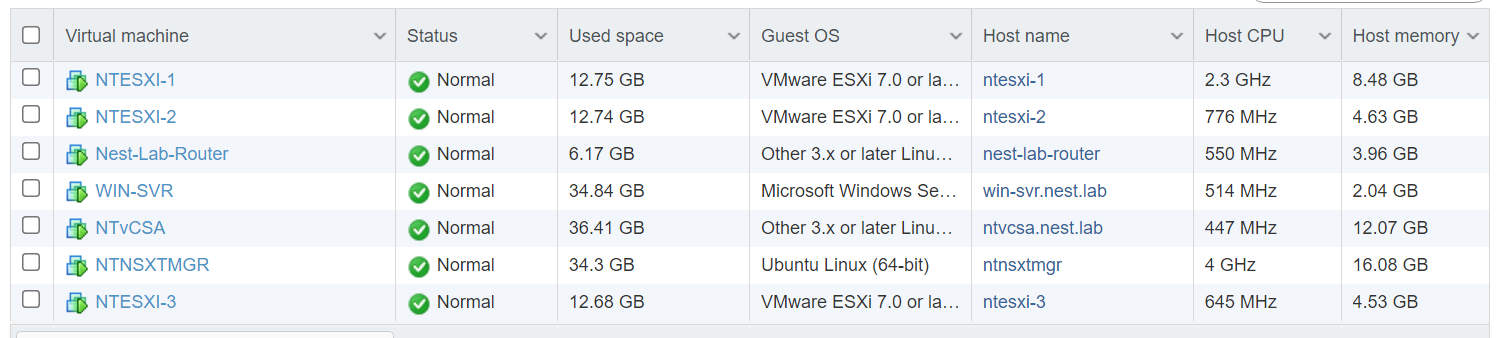 Virtual machine Status Used space Guest OS Host name Host CPU Host memory
NTESXI-1 Normal 12.75 GB VMware ESXi 7.0 or la… ntesxi-1 2.3 GHz 8.48 GB
NTESXI-2 Normal 12.74 GB VMware ESXi 7.0 or la… ntesxi-2 776 MHz 4.63 GB
Nest-Lab-Router Normal 6.17 GB Other 3.x or later Linu… nest-lab-router 550 MHz 3.96 GB
WIN-SVR Normal 34.84 GB Microsoft Windows Se… win-svr.nest.lab 514 MHz 2.04 GB
NTvCSA Normal 36.41 GB Other 3.x or later Linu… ntvcsa.nest.lab 447 MHz 12.07 GB
NTNSXTMGR Normal 34.3 GB Ubuntu Linux (64-bit) ntnsxtmgr 4 GHz 16.08 GB
NTESXI-3 Normal 12.68 GB VMware ESXi 7.0 or la… ntesxi-3 645 MHz 4.53 GB